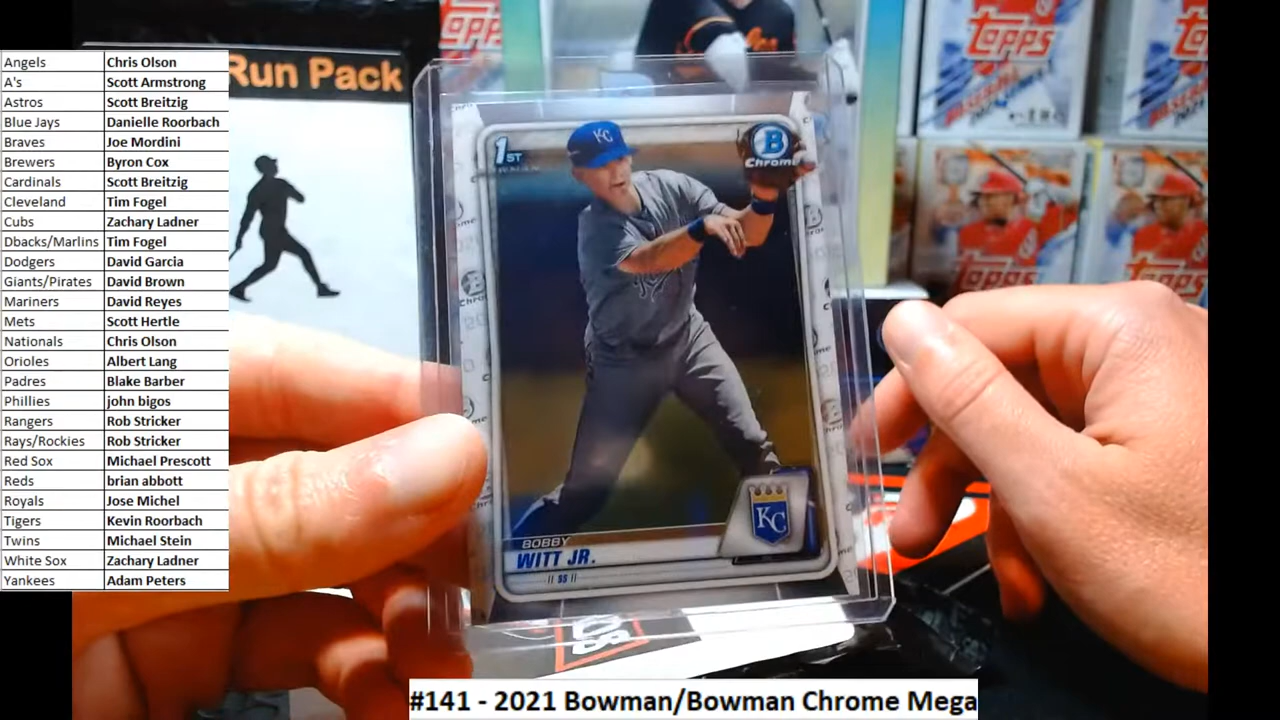 Angels Chris Olson
A's Scott Armstrong
Astros Scott Breitzig
Blue Jays Danielle Roorbach
Braves Joe Mordini
Brewers Byron Cox
Cardinals Scott Breitzig
Cleveland Tim Fogel
Cubs Zachary Ladner
Dbacks/Marlins Tim Fogel
Dodgers David Garcia
Giants/Pirates David Brown
Mariners David Reyes
Mets Scott Hertle
Nationals Chris Olson
Orioles Albert Lang
Padres Blake Barber
Phillies john bigos
Rangers Rob Stricker
Rays/Rockies Rob Stricker
Red Sox Michael Prescott
Reds brian abbott
Royals Jose Michel
Tigers Kevin Roorbach
Twins Michael Stein
White Sox Zachary Ladner
Yankees Adam Peters
Run Pack
Topps
Topps
Topps
Topps
1ST
KC
B
Chrome
KC
BOBBY
WITT JR.
|| SS ||
#141 - 2021 Bowman/Bowman Chrome Mega